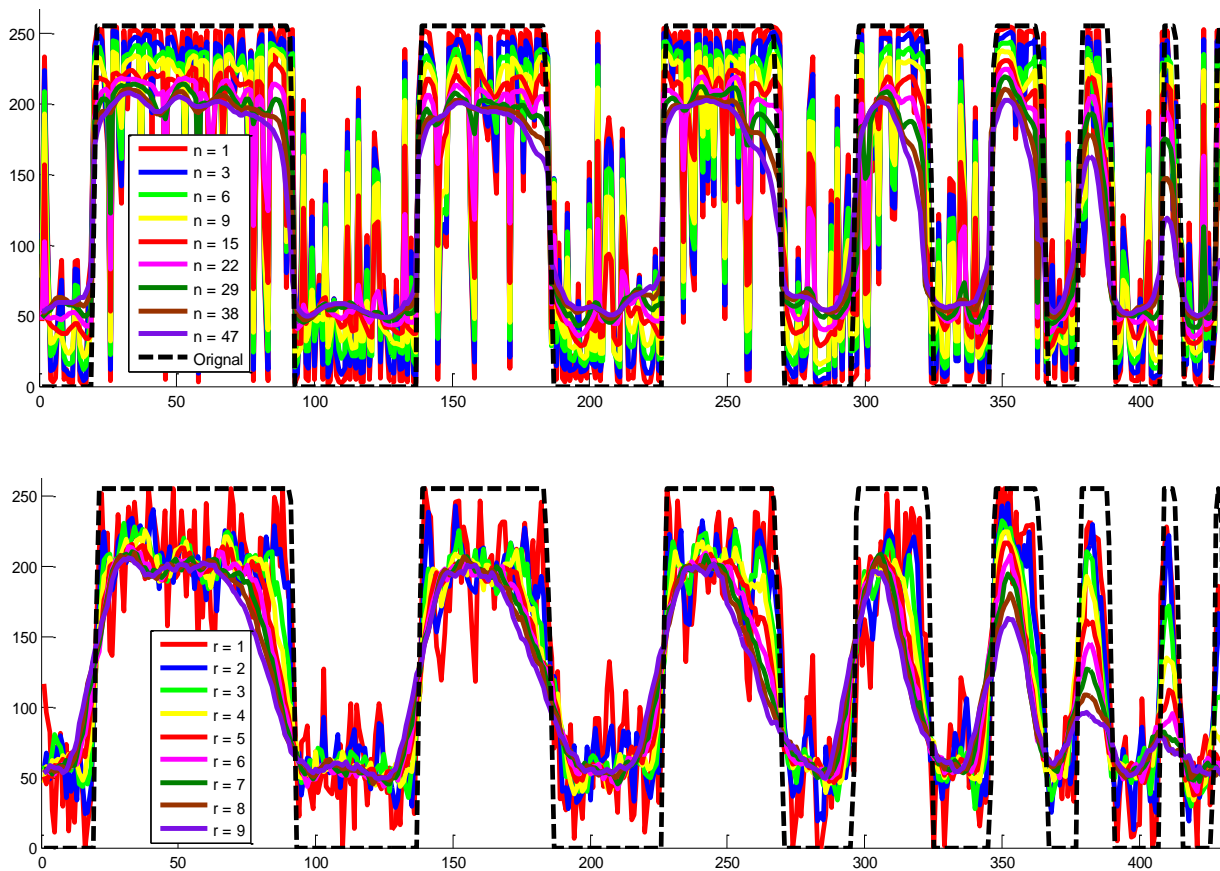 250
200
150
100
50
0
n = 1
n = 3
n = 6
n = 9
n = 15
n = 22
n = 29
n = 38
n = 47
Orignal
0 50 100 150 200 250 300 350 400
250
200
150
100
50
0
r = 1
r = 2
r = 3
r = 4
r = 5
r = 6
r = 7
r = 8
r = 9
0 50 100 150 200 250 300 350 400